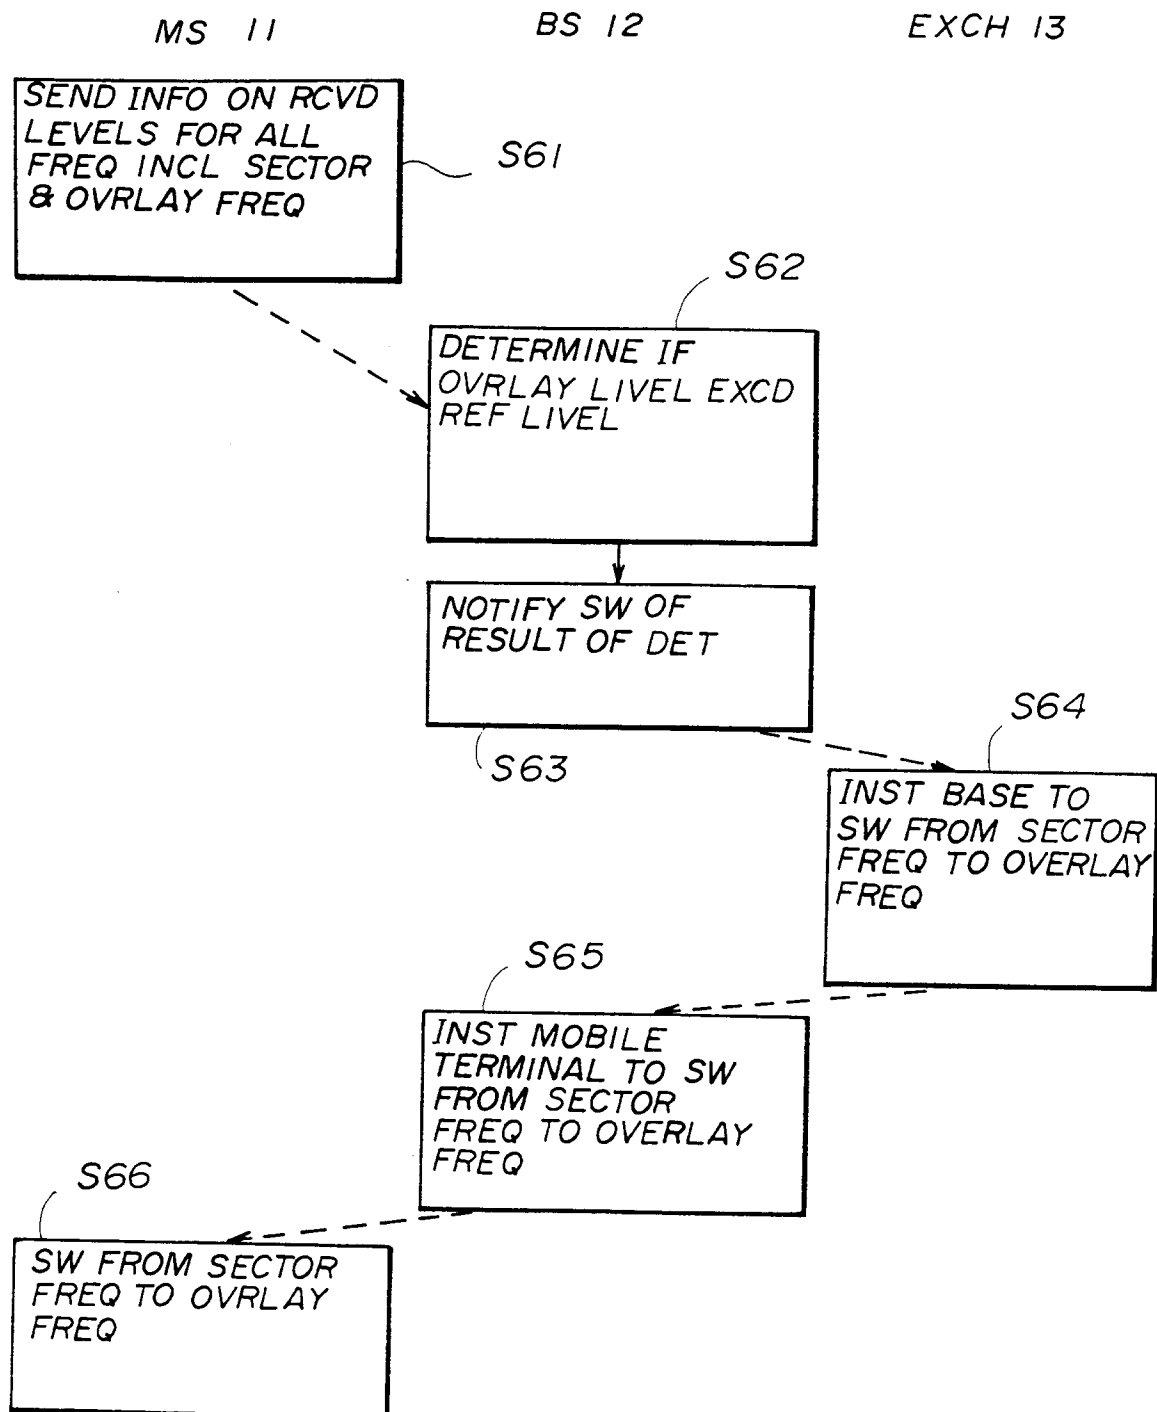 MS 11
BS 12
EXCH 13
SEND INFO ON RCVD
LEVELS FOR ALL
FREQ INCL SECTOR
& OVRLAY FREQ
S61
S62
DETERMINE IF
OVRLAY LIVEL EXCD
REF LIVEL
NOTIFY SW OF
RESULT OF DET
S63
S64
INST BASE TO
SW FROM SECTOR
FREQ TO OVERLAY
FREQ
S65
INST MOBILE
TERMINAL TO SW
FROM SECTOR
FREQ TO OVERLAY
FREQ
S66
SW FROM SECTOR
FREQ TO OVRLAY
FREQ